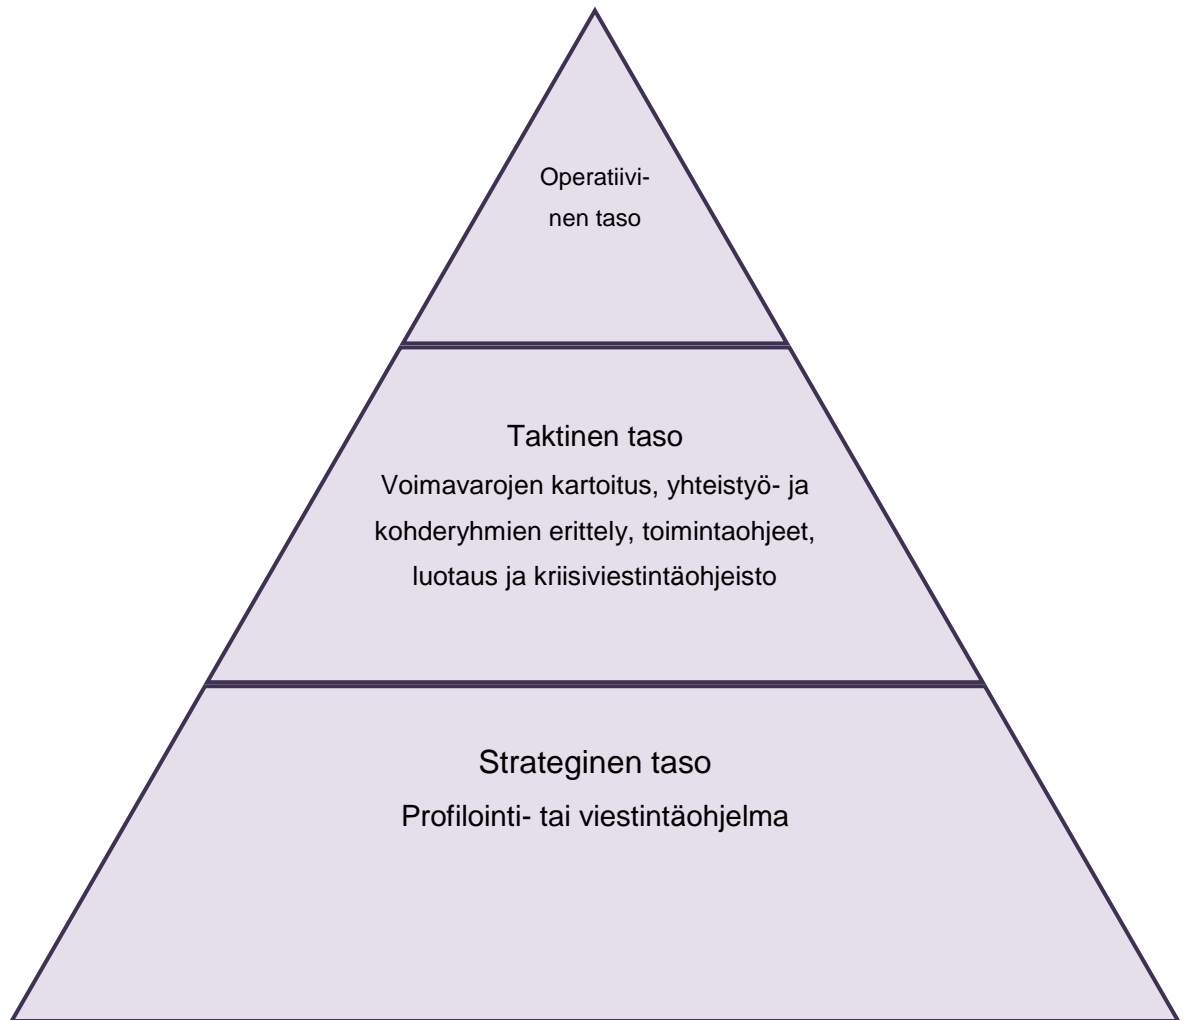 Operatiivi-
nen taso
Taktinen taso
Voimavarojen kartoitus, yhteistyö- ja
kohderyhmien erittely, toimintaohjeet,
luotaus ja kriisiviestintäohjeisto
Strateginen taso
Profilointi- tai viestintäohjelma